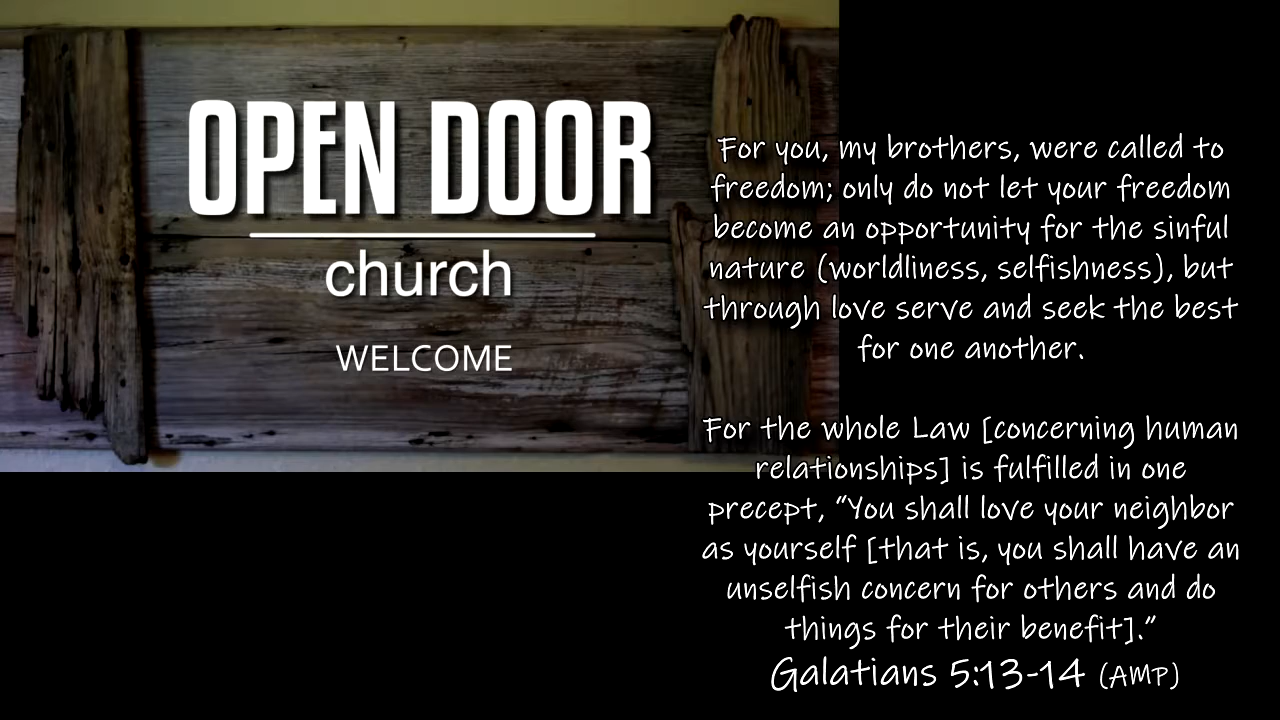 OPEN DOOR
church
WELCOME
For you, my brothers, were called to
freedom; only do not let your freedom
become an opportunity for the sinful
nature (worldliness, selfishness), but
through love serve and seek the best
for one another.
For the whole Law [concerning human
relationships] is fulfilled in one
precept, “You shall love your neighbor
as yourself [that is, you shall have an
unselfish concern for others and do
things for their benefit].”
Galatians 5:13-14 (AMP)